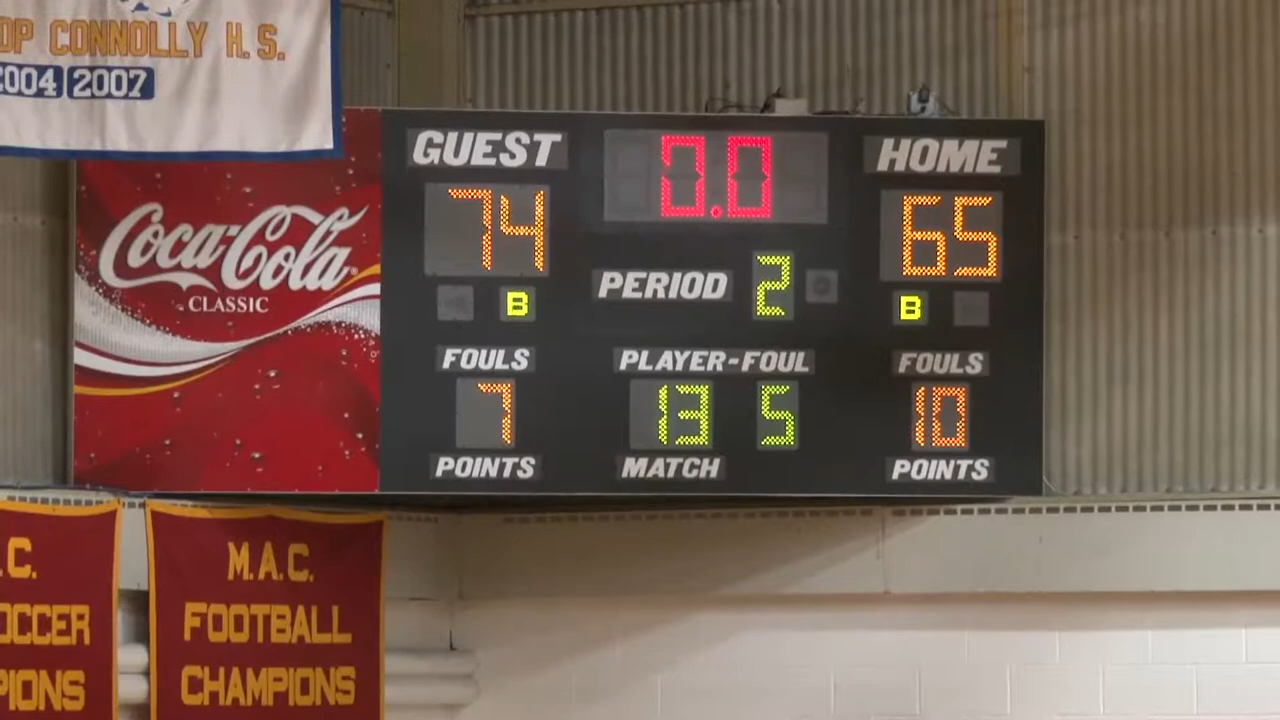 OP CONNOLLY H.S.
2004 2007
Coca-Cola
CLASSIC
GUEST
0.0
HOME
74
65
PERIOD 2
B
B
FOULS
PLAYER-FOUL
FOULS
7
13 5
10
POINTS
MATCH
POINTS
.C.
OCCER
PIONS
M.A.C.
FOOTBALL
CHAMPIONS